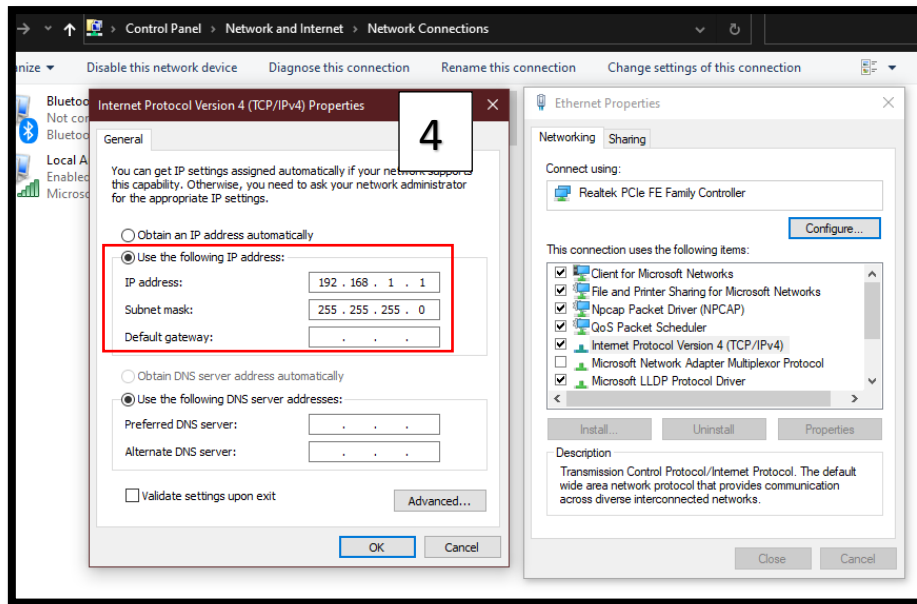 Control Panel > Network and Internet > Network Connections
anize
Disable this network device
Diagnose this connection
Rename this connection
Change settings of this connection
Bluetoo
Not cor
Bluetoo
Local A
Enabled
Microso
Internet Protocol Version 4 (TCP/IPv4) Properties
4
General
You can get IP settings assigned automatically if your network supports
this capability. Otherwise, you need to ask your network administrator
for the appropriate IP settings.
Obtain an IP address automatically
Use the following IP address:
IP address:
192 . 168 . 1 . 1
Subnet mask:
255 . 255 . 255 . 0
Default gateway:
. . .
Obtain DNS server address automatically
Use the following DNS server addresses:
Preferred DNS server:
. . .
Alternate DNS server:
. . .
Validate settings upon exit
Advanced...
OK
Cancel
Ethernet Properties
Networking
Sharing
Connect using:
Realtek PCIe FE Family Controller
Configure...
This connection uses the following items:
Client for Microsoft Networks
File and Printer Sharing for Microsoft Networks
Npcap Packet Driver (NPCAP)
QoS Packet Scheduler
Internet Protocol Version 4 (TCP/IPv4)
Microsoft Network Adapter Multiplexor Protocol
Microsoft LLDP Protocol Driver
Install...
Uninstall
Properties
Description
Transmission Control Protocol/Internet Protocol. The default
wide area network protocol that provides communication
across diverse interconnected networks.
Close
Cancel